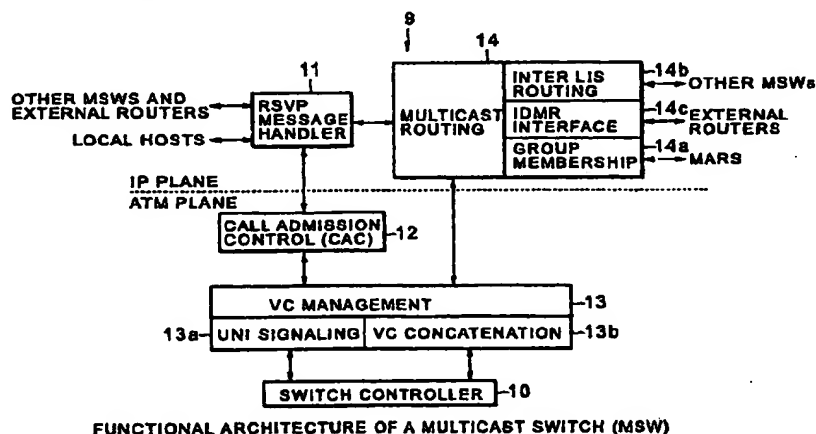 9
14
11
INTER LIS
ROUTING
14b
OTHER MSWs
OTHER MSWS AND
EXTERNAL ROUTERS
RSVP
MESSAGE
HANDLER
MULTICAST
ROUTING
IDMR
INTERFACE
14c
EXTERNAL
ROUTERS
LOCAL HOSTS
GROUP
MEMBERSHIP
14a
MARS
IP PLANE
ATM PLANE
CALL ADMISSION
CONTROL (CAC)
12
VC MANAGEMENT
13
13a
UNI SIGNALING
VC CONCATENATION
13b
SWITCH CONTROLLER
10
FUNCTIONAL ARCHITECTURE OF A MULTICAST SWITCH (MSW)